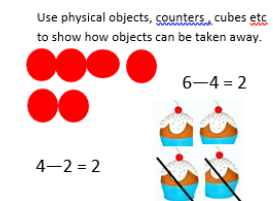 Use physical objects, counters , cubes etc
to show how objects can be taken away.
6—4 = 2
4—2 = 2